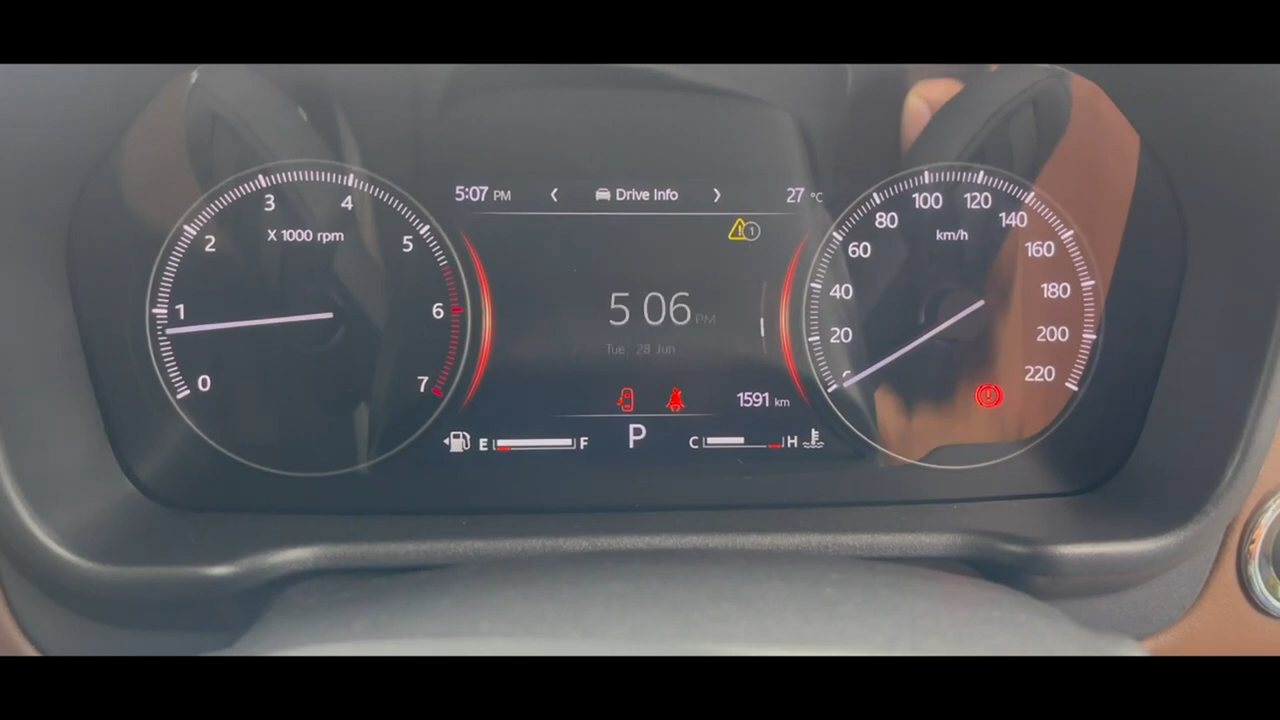 5:07 PM Drive Info 27 °C
1
5 06 PM
Tue, 28 Jun
1591 km
E F P C H
0 1 2 3 4 5 6 7
X 1000 rpm
20 40 60 80 100 120 140 160 180 200 220
km/h